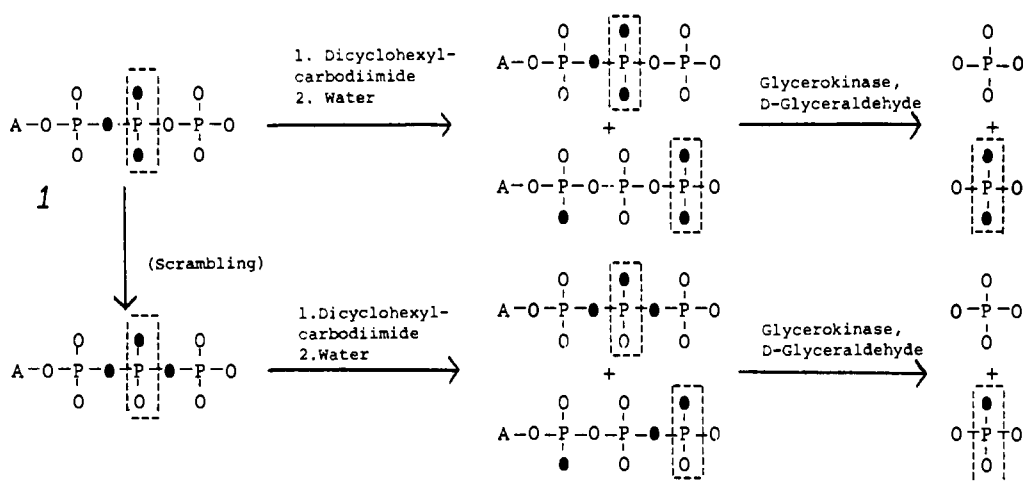 O ● O
A-O-P-●-P-O-P-O
O ● O
1
1. Dicyclohexyl-
carbodiimide
2. Water
O ● O
A-O-P-●-P-O-P-O
O ● O
+
O O ●
A-O-P-O-P-O-P-O
● O ●
Glycerokinase,
D-Glyceraldehyde
O
O-P-O
O
+
●
O-P-O
●
(Scrambling)
O ● O
A-O-P-●-P-●-P-O
O O O
1.Dicyclohexyl-
carbodiimide
2.Water
O ● O
A-O-P-●-P-●-P-O
O O O
+
O O ●
A-O-P-O-P-●-P-O
● O O
Glycerokinase,
D-Glyceraldehyde
O
O-P-O
O
+
●
O-P-O
O